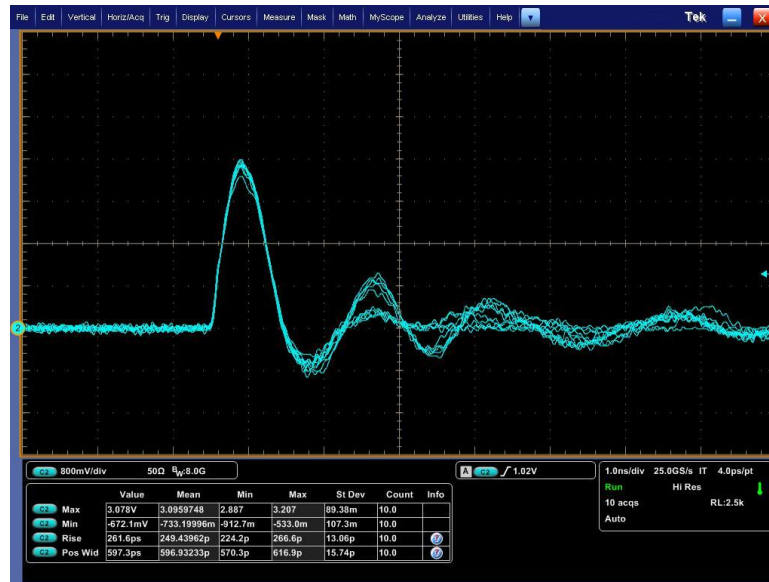 File Edit Vertical Horiz/Acq Trig Display Cursors Measure Mask Math MyScope Analyze Utilities Help Tek X
2
C2 800mV/div 50Ω BW:8.0G
A C2 1.02V
1.0ns/div 25.0GS/s IT 4.0ps/pt
Run Hi Res
10 acqs RL:2.5k
Auto
Value Mean Min Max St Dev Count Info
C2 Max 3.078V 3.0959748 2.887 3.207 89.38m 10.0
C2 Min -672.1mV -733.19996m -912.7m -533.0m 107.3m 10.0
C2 Rise 261.6ps 249.43962p 224.2p 266.6p 13.06p 10.0
C2 Pos Wid 597.3ps 596.93233p 570.3p 616.9p 15.74p 10.0